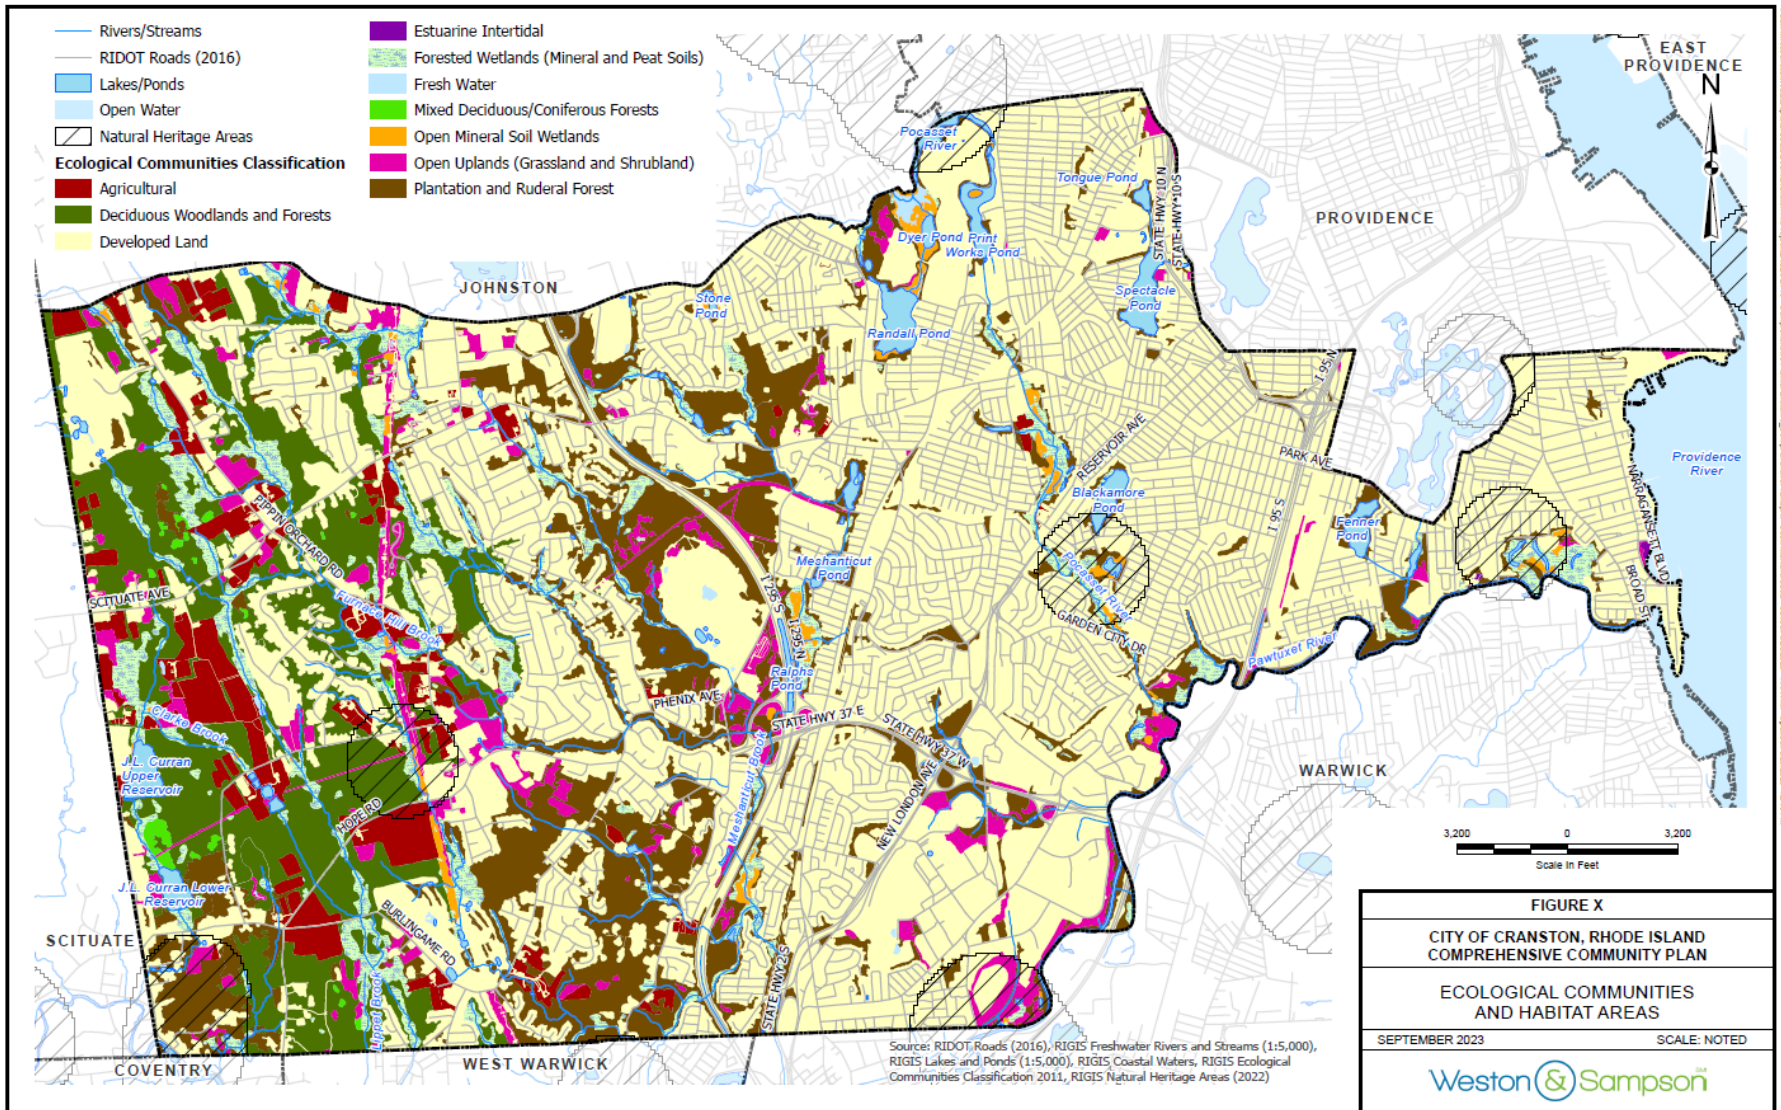 Rivers/Streams
RIDOT Roads (2016)
Lakes/Ponds
Open Water
Natural Heritage Areas
Ecological Communities Classification
Agricultural
Deciduous Woodlands and Forests
Developed Land
Estuarine Intertidal
Forested Wetlands (Mineral and Peat Soils)
Fresh Water
Mixed Deciduous/Coniferous Forests
Open Mineral Soil Wetlands
Open Uplands (Grassland and Shrubland)
Plantation and Ruderal Forest
EAST
PROVIDENCE
N
Pocasset
River
Tongue Pond
STATE HWY 10 N
STATE HWY 10 S
PROVIDENCE
Dyer Pond
Print
Works Pond
JOHNSTON
Stone
Pond
Spectacle
Pond
Randall Pond
I 95 N
RESERVOIR AVE
PARK AVE
Providence
River
NARRAGANSETT BLVD
PIPPIN ORCHARD RD
Blackamore
Pond
I 95 S
Fenner
Pond
Meshanticut
Pond
I 295 S
I 295 N
Pocasset River
SCITUATE AVE
Furnace Hill Brook
BROAD ST
GARDEN CITY DR
Pawtuxet River
Ralphs
Pond
PHENIX AVE
STATE HWY 37 E
STATE HWY 37 W
Clarke Brook
J.L. Curran
Upper
Reservoir
Meshanticut Brook
NEW LONDON AVE
WARWICK
HOPE RD
J.L. Curran Lower
Reservoir
BURLINGAME RD
SCITUATE
Lippet Brook
STATE HWY 2 S
COVENTRY
WEST WARWICK
3,200 0 3,200
Scale In Feet
Source: RIDOT Roads (2016), RIGIS Freshwater Rivers and Streams (1:5,000),
RIGIS Lakes and Ponds (1:5,000), RIGIS Coastal Waters, RIGIS Ecological
Communities Classification 2011, RIGIS Natural Heritage Areas (2022)
FIGURE X
CITY OF CRANSTON, RHODE ISLAND
COMPREHENSIVE COMMUNITY PLAN
ECOLOGICAL COMMUNITIES
AND HABITAT AREAS
SEPTEMBER 2023 SCALE: NOTED
Weston & Sampson